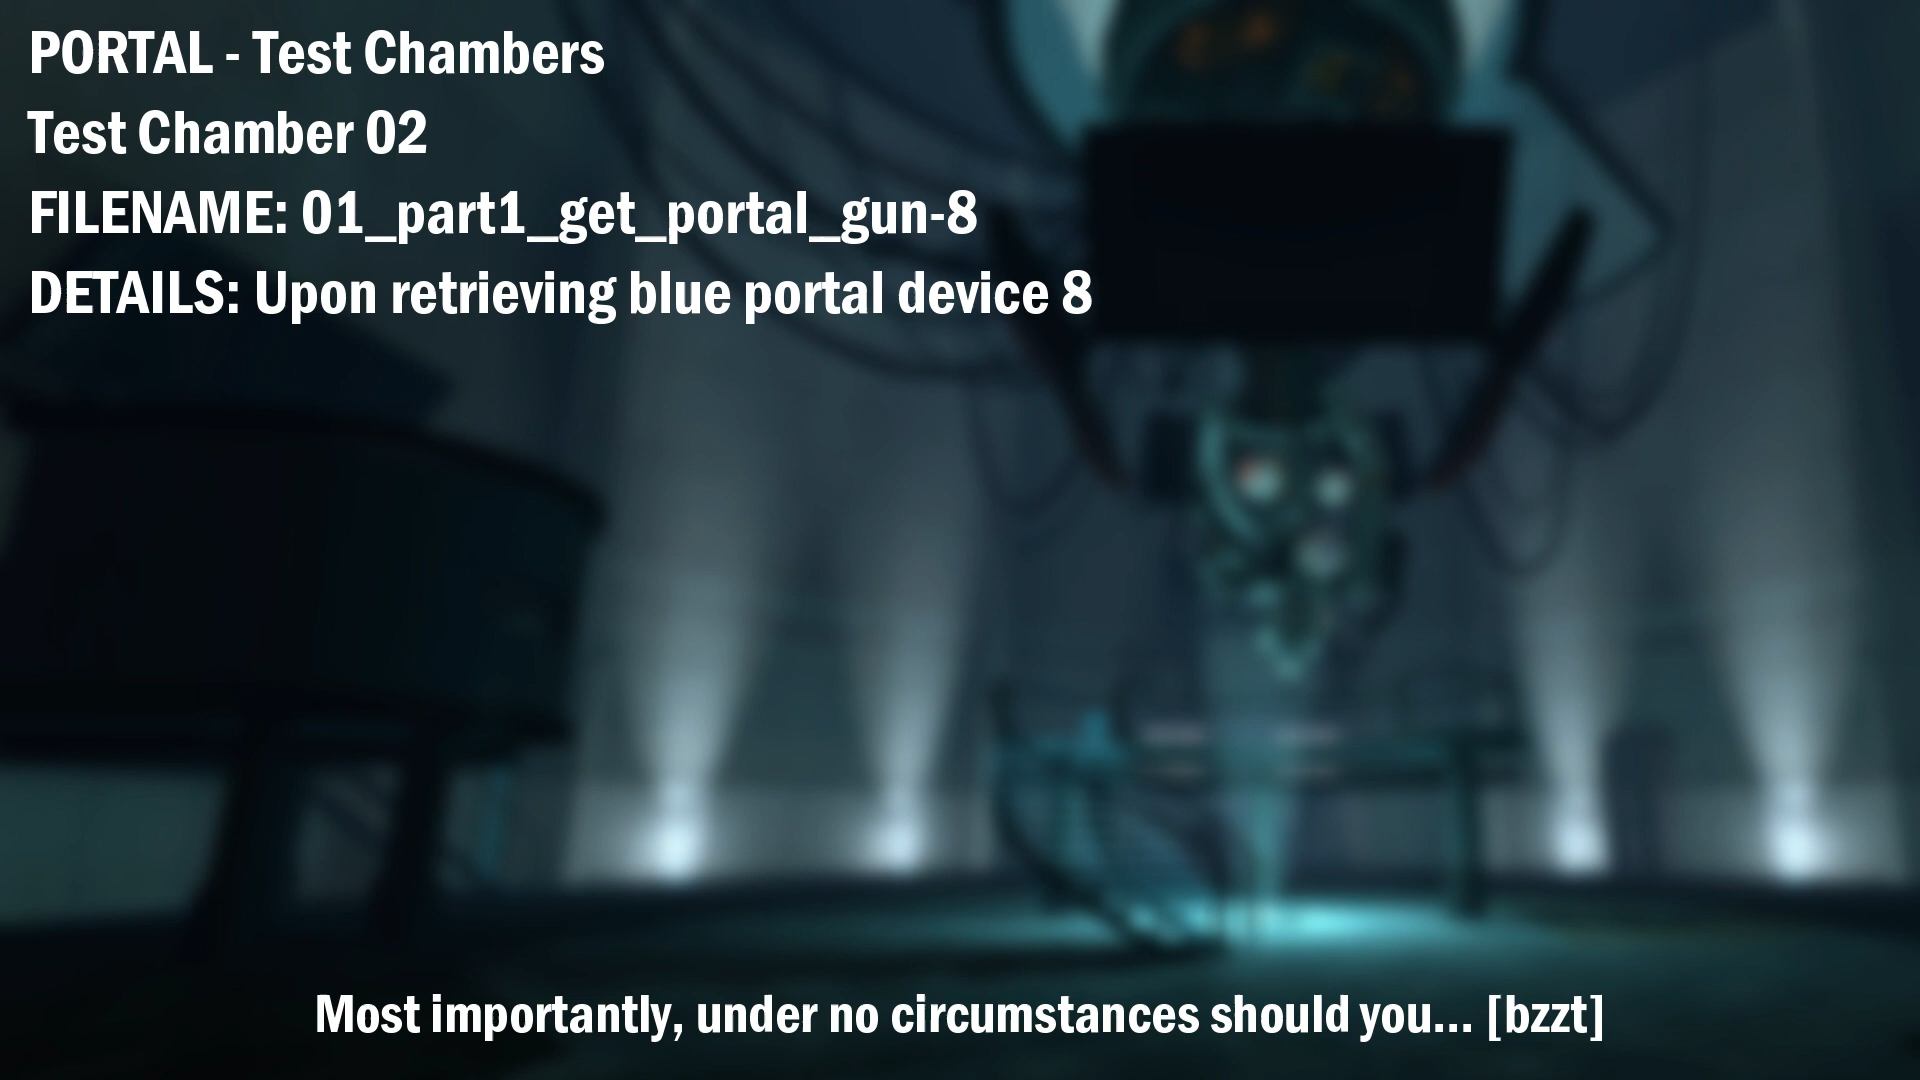 PORTAL - Test Chambers
Test Chamber 02
FILENAME: 01_part1_get_portal_gun-8
DETAILS: Upon retrieving blue portal device 8
Most importantly, under no circumstances should you... [bzzt]